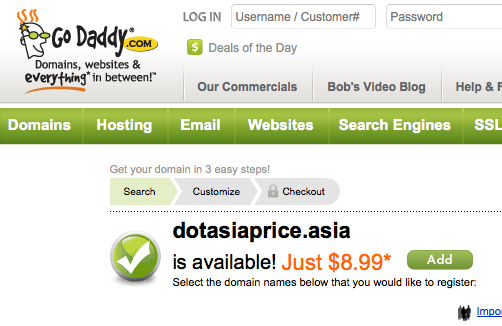 LOG IN Username / Customer# Password
Go Daddy .COM
$ Deals of the Day
Domains, websites &
everything* in between!™
Our Commercials Bob's Video Blog Help & F
Domains Hosting Email Websites Search Engines SSL
Get your domain in 3 easy steps!
Search Customize Checkout
dotasiaprice.asia
is available! Just $8.99* Add
Select the domain names below that you would like to register:
Impo